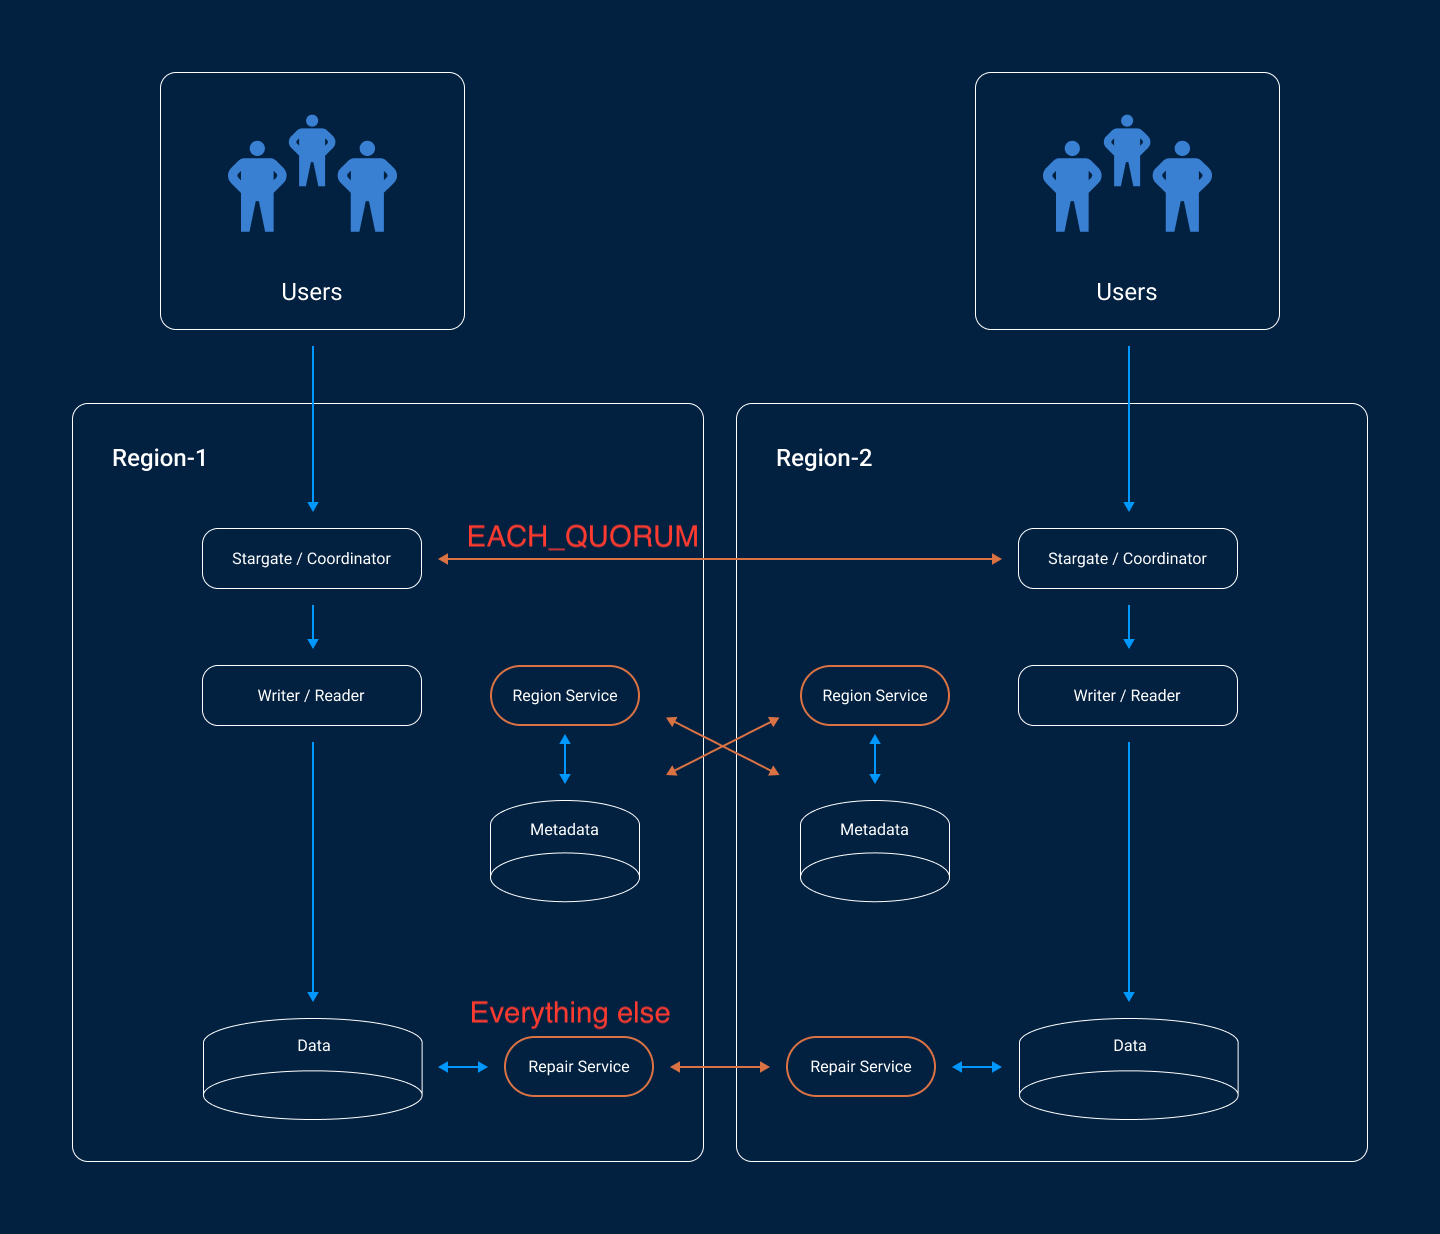 Users
Users
Region-1
Region-2
EACH_QUORUM
Stargate / Coordinator
Stargate / Coordinator
Writer / Reader
Region Service
Region Service
Writer / Reader
Metadata
Metadata
Everything else
Data
Data
Repair Service
Repair Service